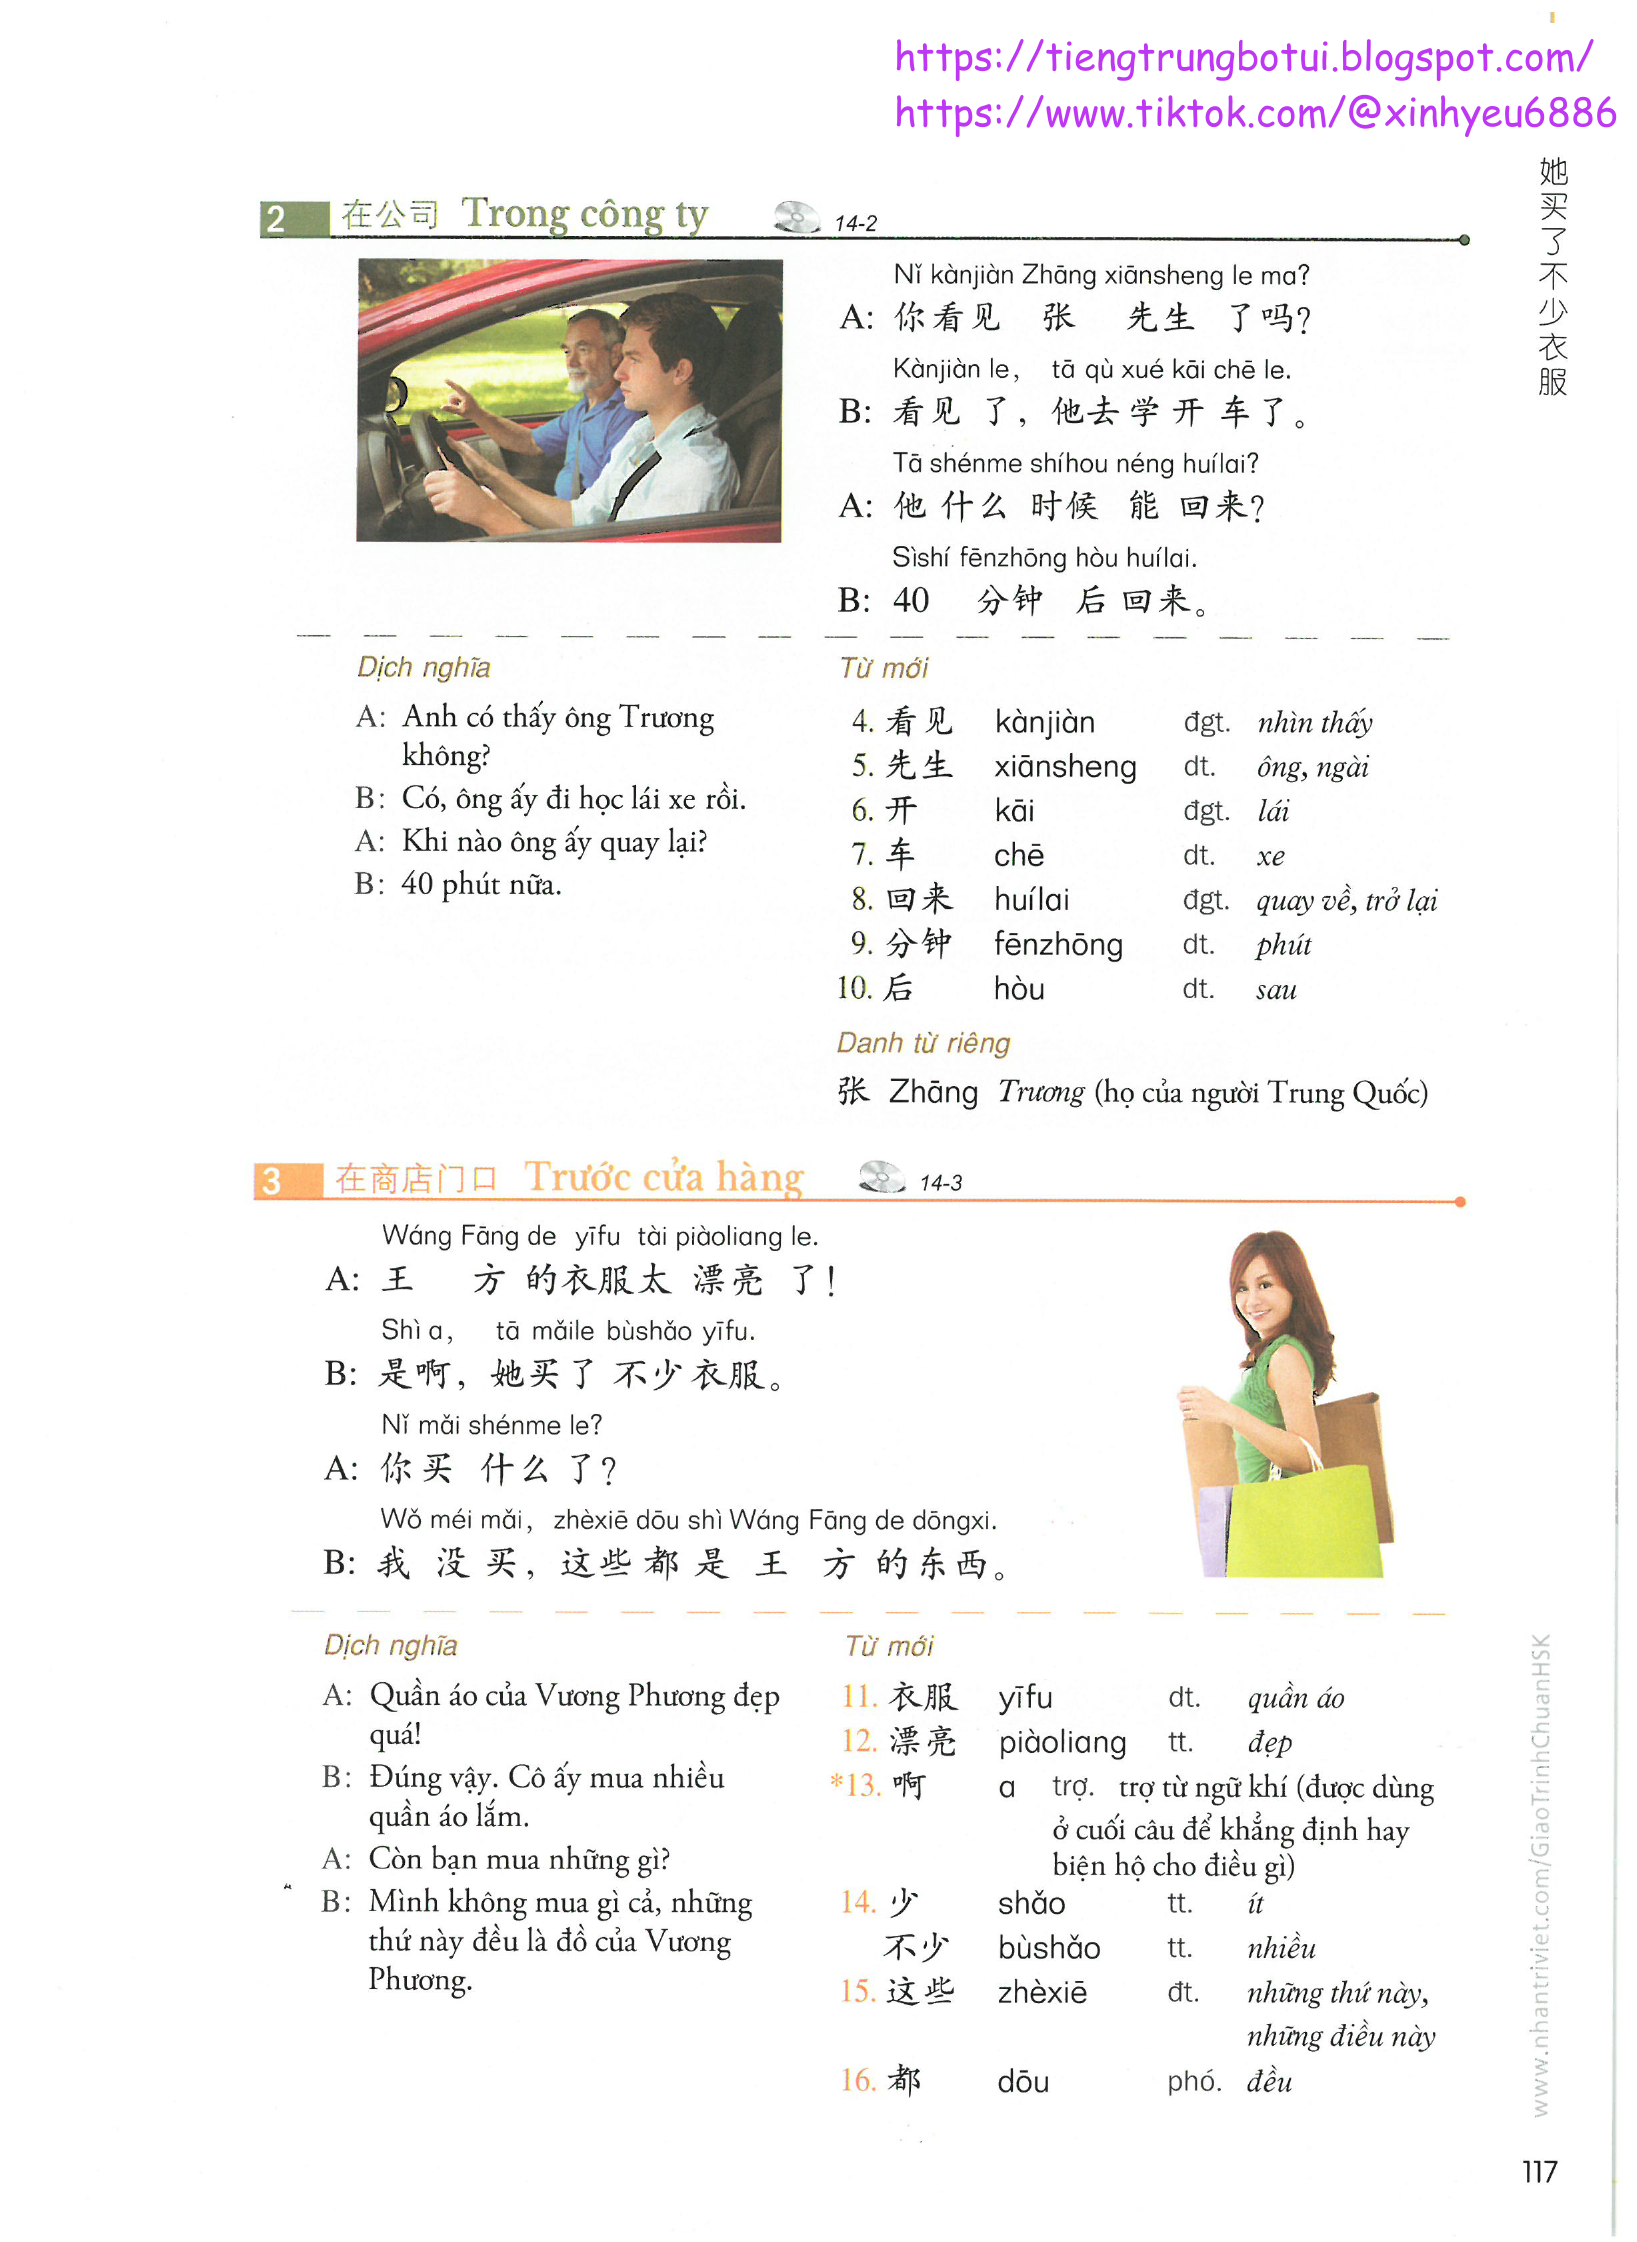 https://tiengtrungbotui.blogspot.com/
https://www.tiktok.com/@xinhyeu6886
她买了不少衣服
2 在公司 Trong công ty 14-2
Nǐ kànjiàn Zhāng xiānsheng le ma?
A: 你看见 张 先生 了吗?
Kànjiàn le, tā qù xué kāi chē le.
B: 看见 了, 他去 学 开 车 了。
Tā shénme shíhou néng huílai?
A: 他 什么 时候 能 回来?
Sìshí fēnzhōng hòu huílai.
B: 40 分钟 后 回来。
Dịch nghĩa
A: Anh có thấy ông Trương
không?
B: Có, ông ấy đi học lái xe rồi.
A: Khi nào ông ấy quay lại?
B: 40 phút nữa.
Từ mới
4. 看见 kànjiàn đgt. nhìn thấy
5. 先生 xiānsheng dt. ông, ngài
6. 开 kāi đgt. lái
7. 车 chē dt. xe
8. 回来 huílai đgt. quay về, trở lại
9. 分钟 fēnzhōng dt. phút
10. 后 hòu dt. sau
Danh từ riêng
张 Zhāng Trương (họ của người Trung Quốc)
3 在商店门口 Trước cửa hàng 14-3
Wáng Fāng de yīfu tài piàoliang le.
A: 王 方 的衣服太 漂亮 了!
Shì a, tā mǎile bùshǎo yīfu.
B: 是啊, 她买了 不少衣服。
Nǐ mǎi shénme le?
A: 你买 什么 了?
Wǒ méi mǎi, zhèxiē dōu shì Wáng Fāng de dōngxi.
B: 我 没 买, 这些 都 是 王 方 的 东西。
Dịch nghĩa
A: Quần áo của Vương Phương đẹp
quá!
B: Đúng vậy. Cô ấy mua nhiều
quần áo lắm.
A: Còn bạn mua những gì?
B: Mình không mua gì cả, những
thứ này đều là đồ của Vương
Phương.
Từ mới
11. 衣服 yīfu dt. quần áo
12. 漂亮 piàoliang tt. đẹp
*13. 啊 a trợ. trợ từ ngữ khí (được dùng
ở cuối câu để khẳng định hay
biện hộ cho điều gì)
14. 少 shǎo tt. ít
不少 bùshǎo tt. nhiều
15. 这些 zhèxiē đt. những thứ này,
những điều này
16. 都 dōu phó. đều
www.nhantriviet.com/GiaoTrinhChuanHSK
117